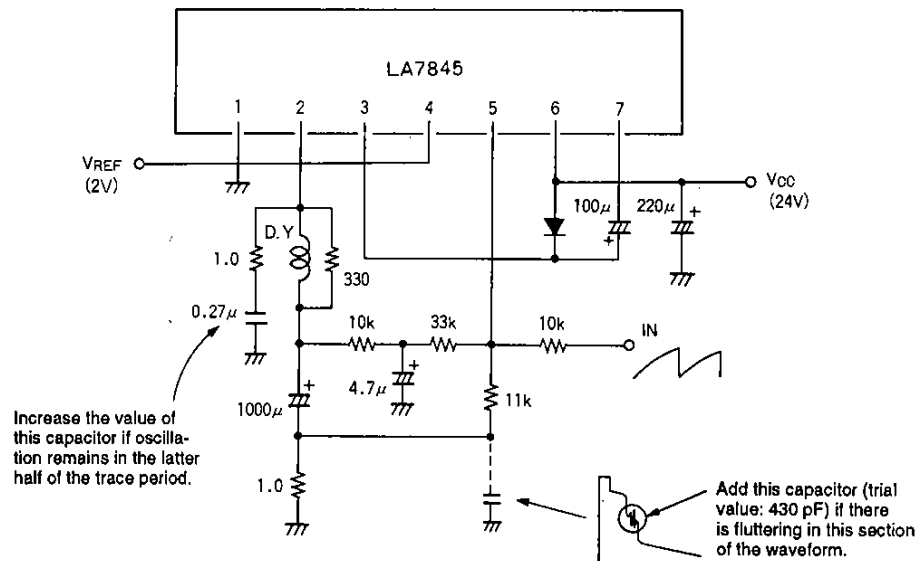 LA7845
1 2 3 4 5 6 7
VREF
(2V)
VCC
(24V)
100μ 220μ
+ +
D.Y
1.0
330
0.27μ
10k 33k 10k IN
+
4.7μ
+
1000μ
11k
1.0
Increase the value of
this capacitor if oscilla-
tion remains in the latter
half of the trace period.
Add this capacitor (trial
value: 430 pF) if there
is fluttering in this section
of the waveform.